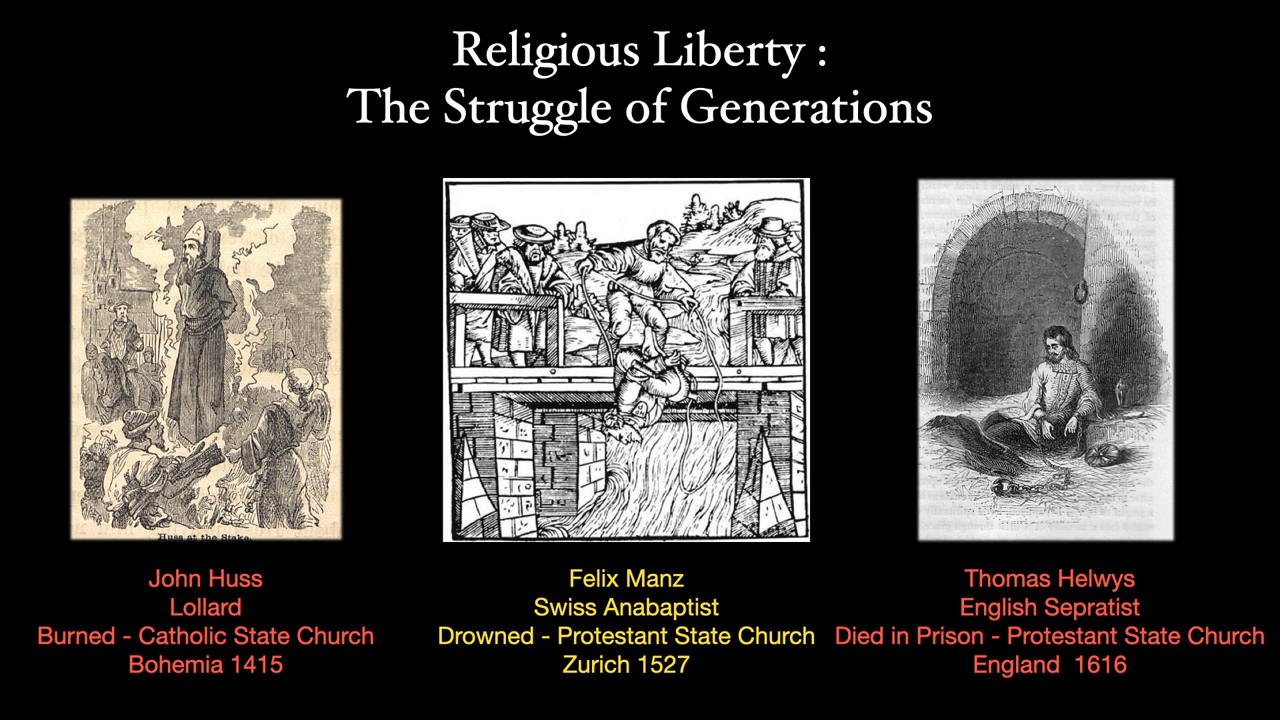 Religious Liberty :
The Struggle of Generations
Huss at the Stake.
John Huss
Lollard
Burned - Catholic State Church
Bohemia 1415
Felix Manz
Swiss Anabaptist
Drowned - Protestant State Church
Zurich 1527
Thomas Helwys
English Sepratist
Died in Prison - Protestant State Church
England 1616